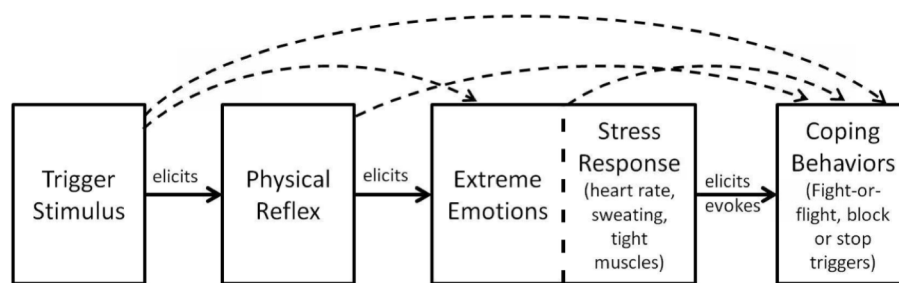 Trigger
Stimulus
elicits
Physical
Reflex
elicits
Extreme
Emotions
Stress
Response
(heart rate,
sweating,
tight
muscles)
elicits
evokes
Coping
Behaviors
(Fight-or-
flight, block
or stop
triggers)